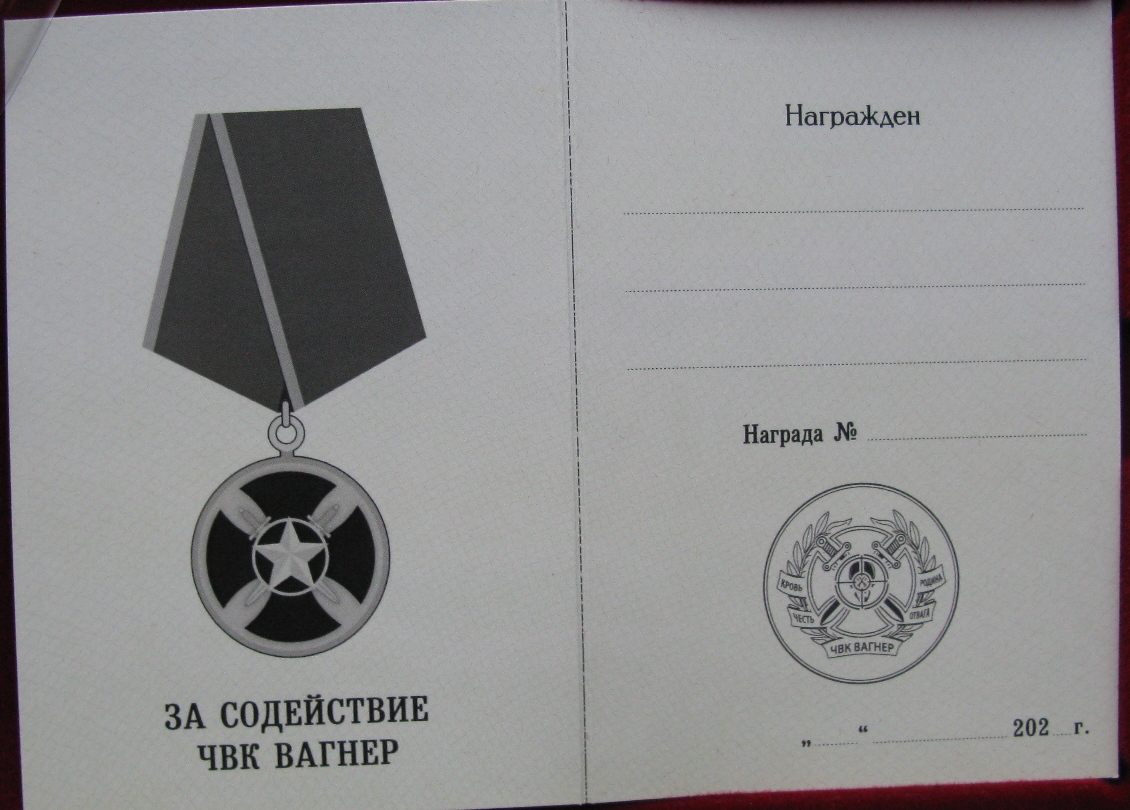 ЗА СОДЕЙСТВИЕ
ЧВК ВАГНЕР
Награжден
Награда №
КРОВЬ
РОДИНА
ЧЕСТЬ
ОТВАГА
ЧВК ВАГНЕР
„ “ 202 г.